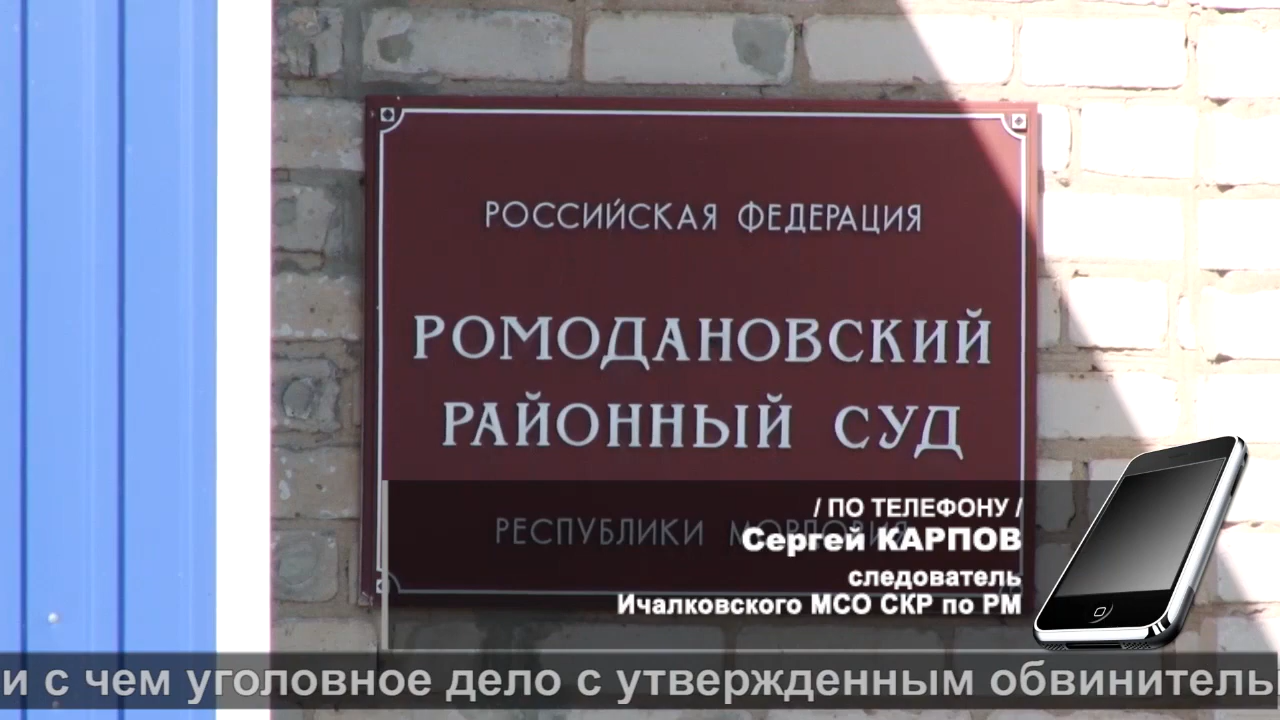 РОССИЙСКАЯ ФЕДЕРАЦИЯ
РОМОДАНОВСКИЙ
РАЙОННЫЙ СУД
РЕСПУБЛИКИ МОРДОВИЯ
/ ПО ТЕЛЕФОНУ /
Сергей КАРПОВ
следователь
Ичалковского МСО СКР по РМ
и с чем уголовное дело с утвержденным обвинитель